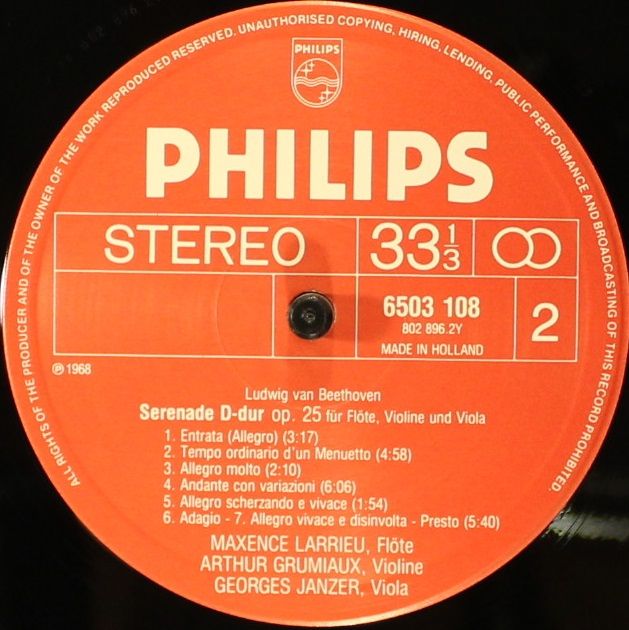 ALL RIGHTS OF THE PRODUCER AND OF THE OWNER OF THE WORK REPRODUCED RESERVED. UNAUTHORISED COPYING, HIRING, LENDING, PUBLIC PERFORMANCE AND BROADCASTING OF THIS RECORD PROHIBITED.
PHILIPS
PHILIPS
STEREO 33 1/3
6503 108
802 896.2Y
MADE IN HOLLAND
2
℗ 1968
Ludwig van Beethoven
Serenade D-dur op. 25 für Flöte, Violine und Viola
1. Entrata (Allegro) (3:17)
2. Tempo ordinario d'un Menuetto (4:58)
3. Allegro molto (2:10)
4. Andante con variazioni (6:06)
5. Allegro scherzando e vivace (1:54)
6. Adagio - 7. Allegro vivace e disinvolta - Presto (5:40)
MAXENCE LARRIEU, Flöte
ARTHUR GRUMIAUX, Violine
GEORGES JANZER, Viola